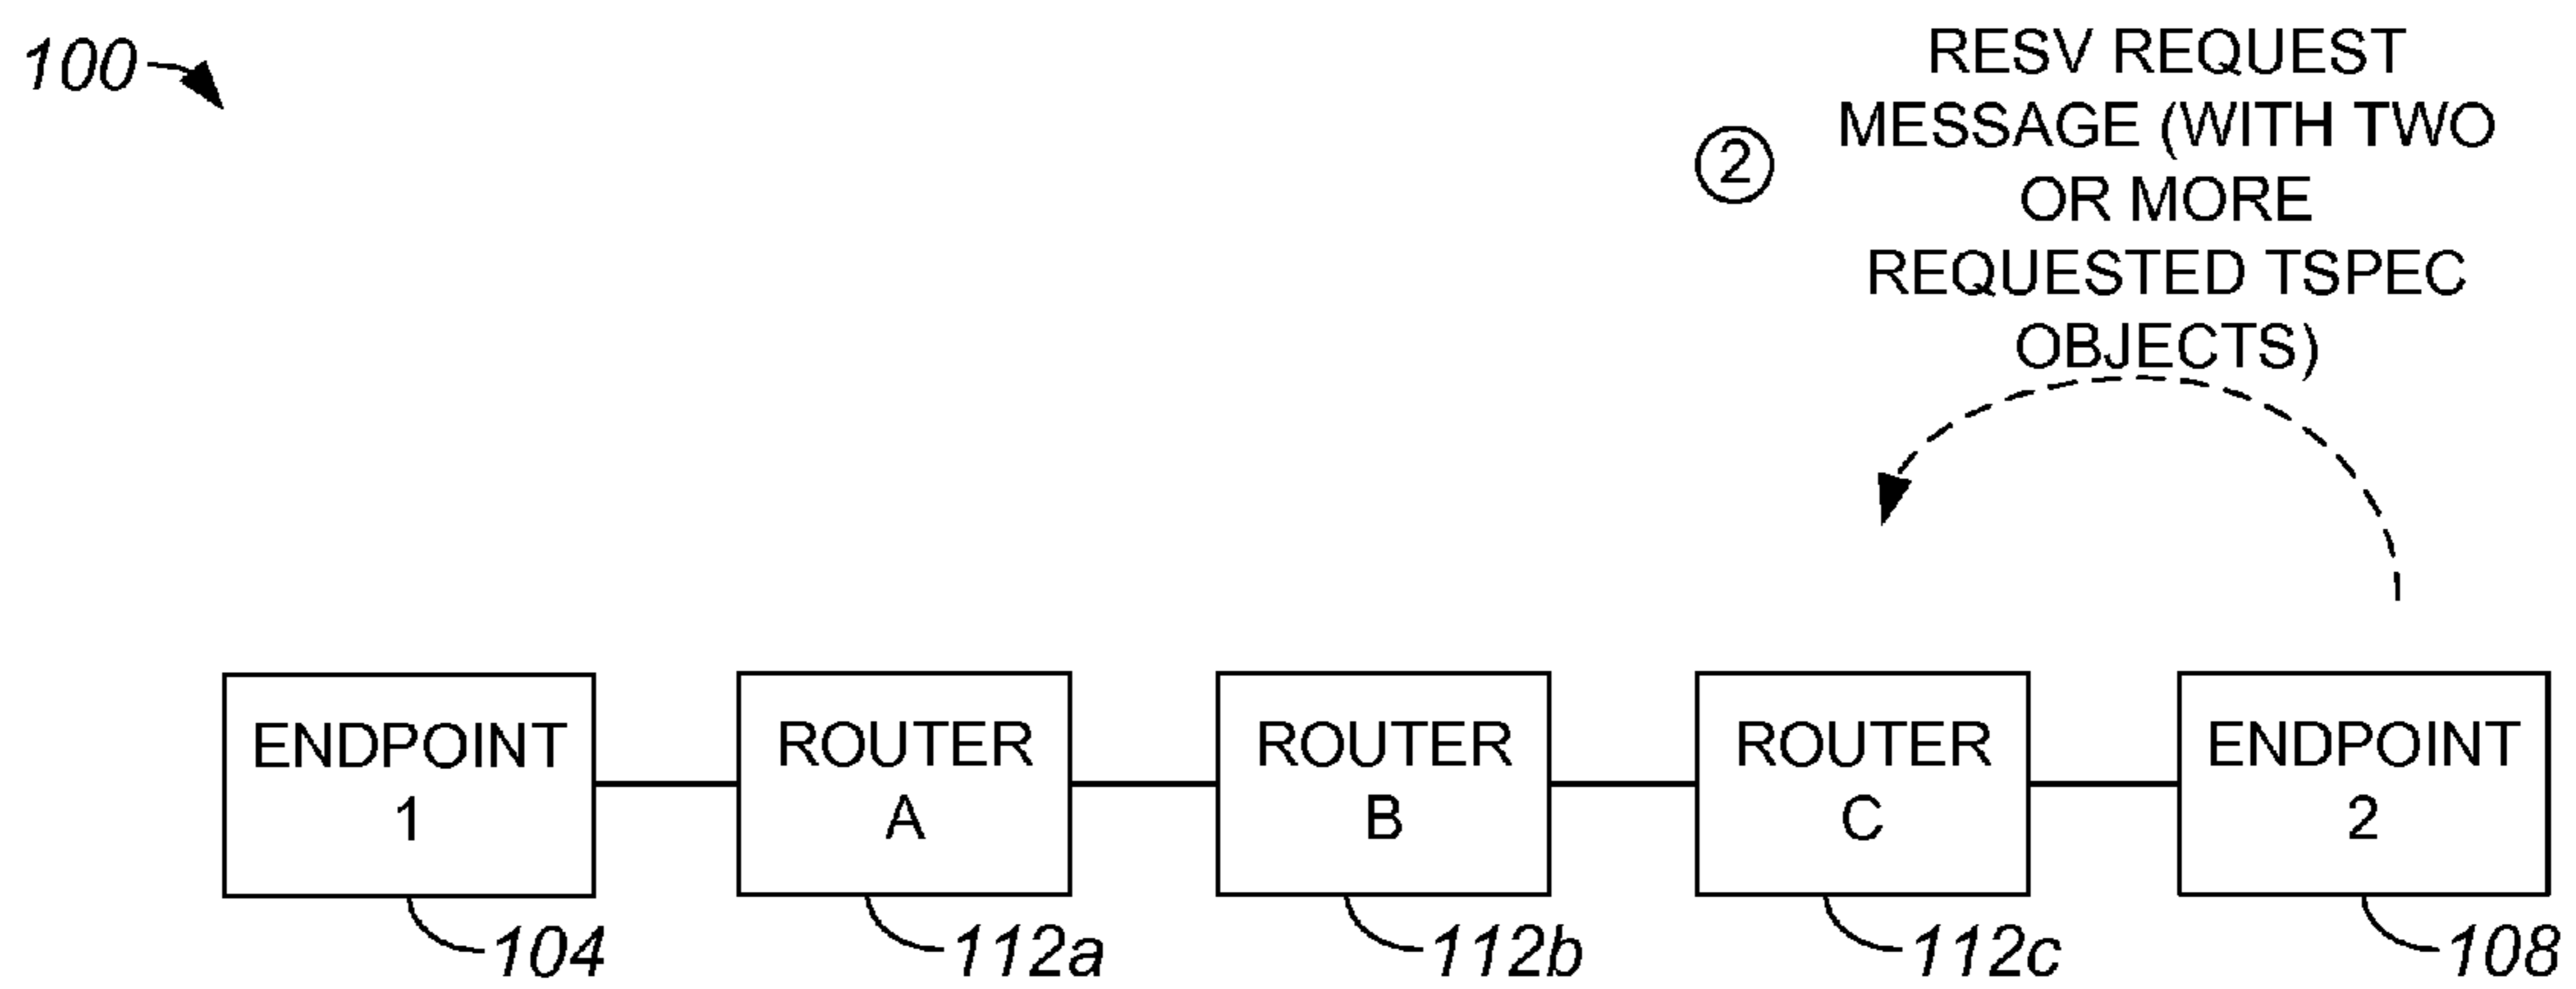 100
RESV REQUEST
MESSAGE (WITH TWO
OR MORE
REQUESTED TSPEC
OBJECTS)
2
ENDPOINT
1
ROUTER
A
ROUTER
B
ROUTER
C
ENDPOINT
2
104
112a
112b
112c
108